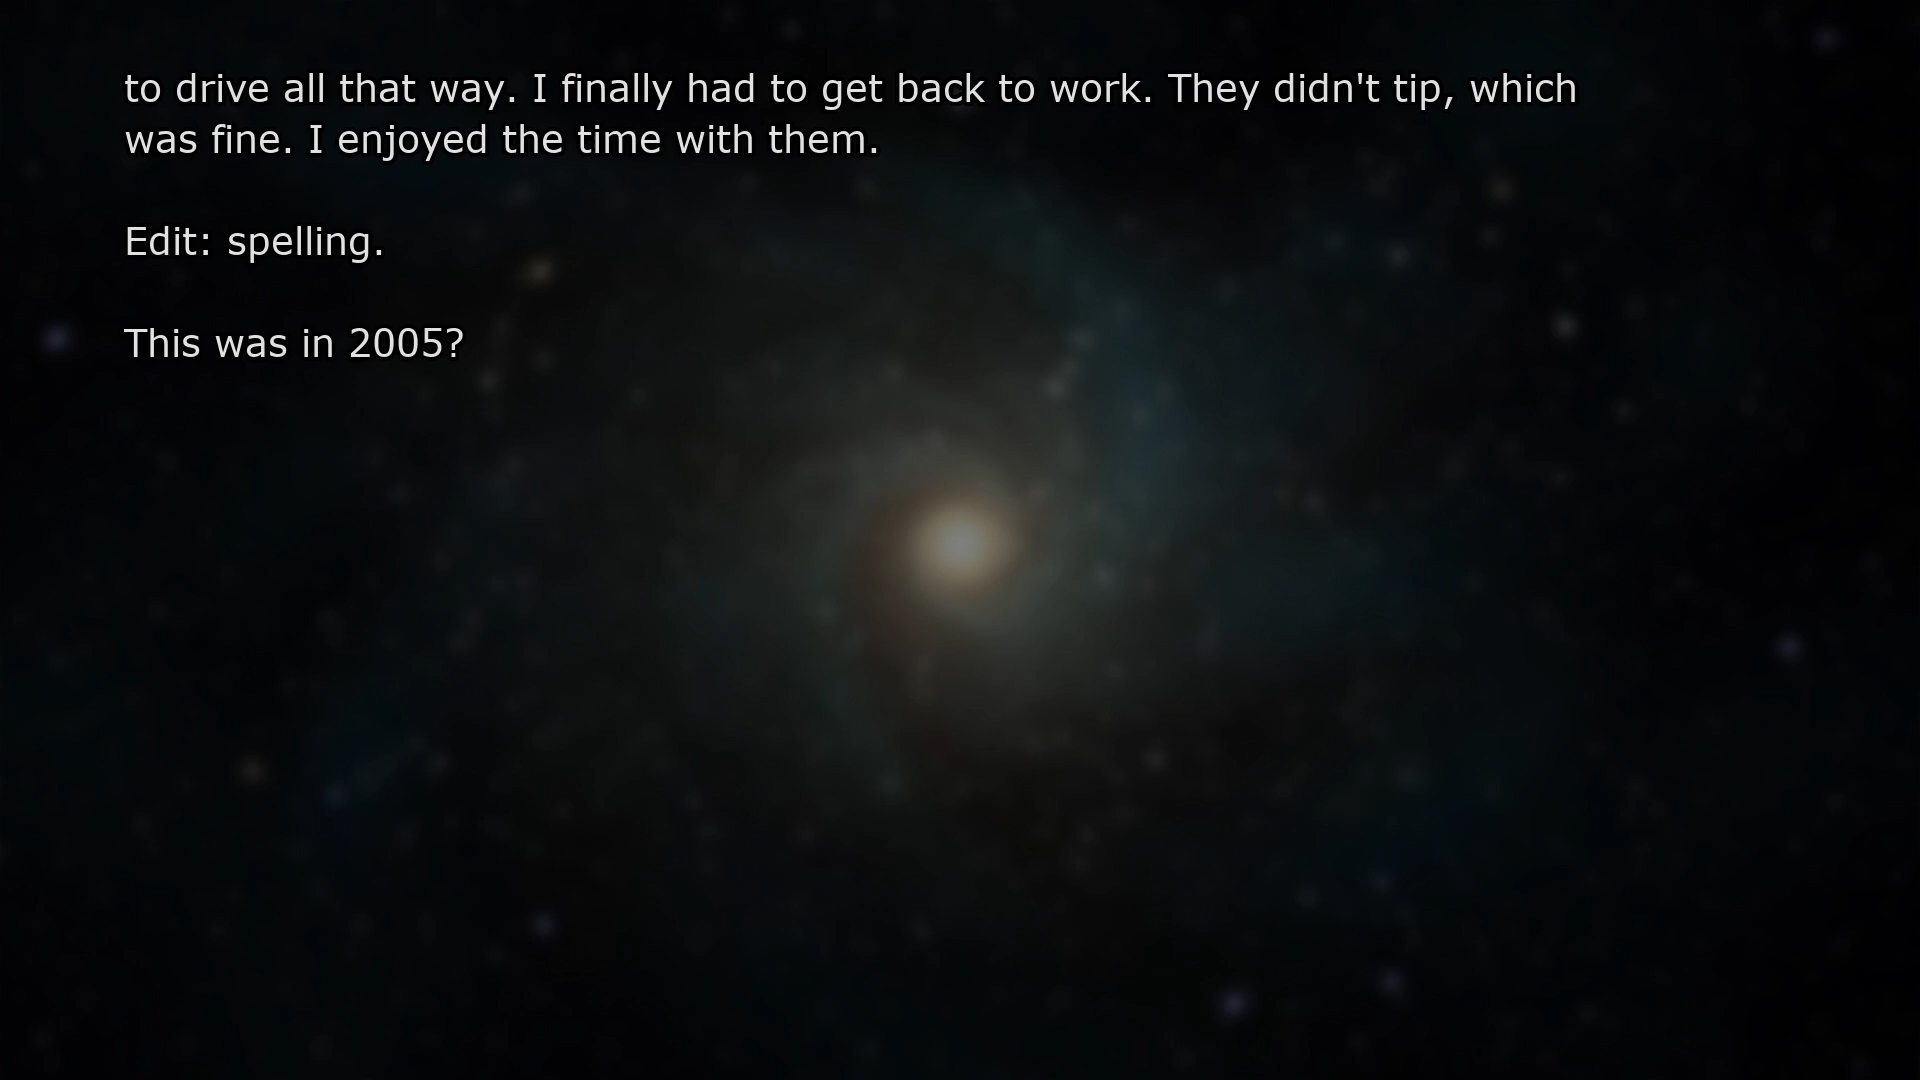 to drive all that way. I finally had to get back to work. They didn't tip, which
was fine. I enjoyed the time with them.
Edit: spelling.
This was in 2005?